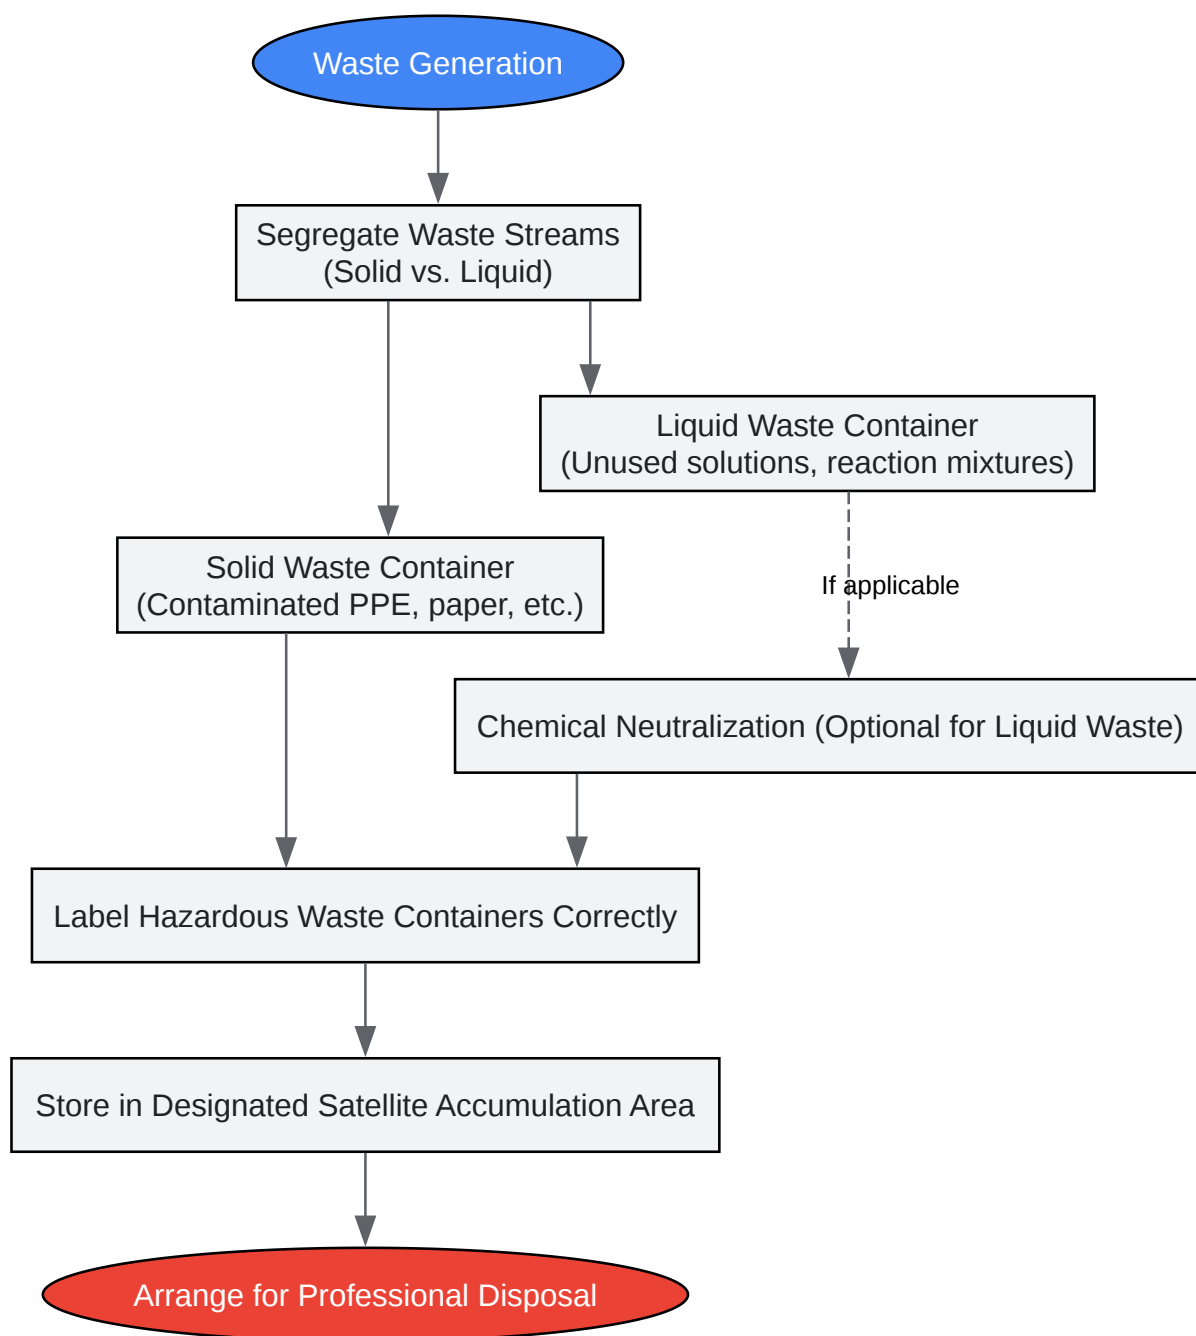 Waste Generation
Segregate Waste Streams
(Solid vs. Liquid)
Liquid Waste Container
(Unused solutions, reaction mixtures)
Solid Waste Container
(Contaminated PPE, paper, etc.)
If applicable
Chemical Neutralization (Optional for Liquid Waste)
Label Hazardous Waste Containers Correctly
Store in Designated Satellite Accumulation Area
Arrange for Professional Disposal